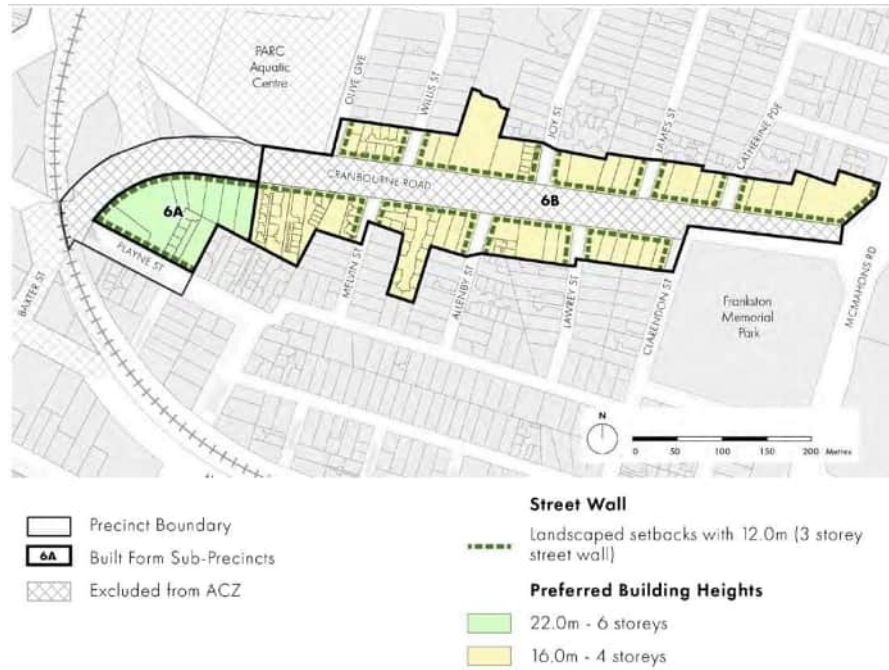 PARC
Aquatic
Centre
OLIVE GVE
WILLIS ST
JOY ST
JAMES ST
CATHERINE PDE
CRANBOURNE ROAD
6A
6B
PLAYNE ST
BAXTER ST
MELVIN ST
ALLENBY ST
LAWREY ST
CLARENDON ST
MCMAHONS RD
Frankston
Memorial
Park
N
0 50 100 150 200 Metres
Precinct Boundary
6A Built Form Sub-Precincts
Excluded from ACZ
Street Wall
Landscaped setbacks with 12.0m (3 storey
street wall)
Preferred Building Heights
22.0m - 6 storeys
16.0m - 4 storeys